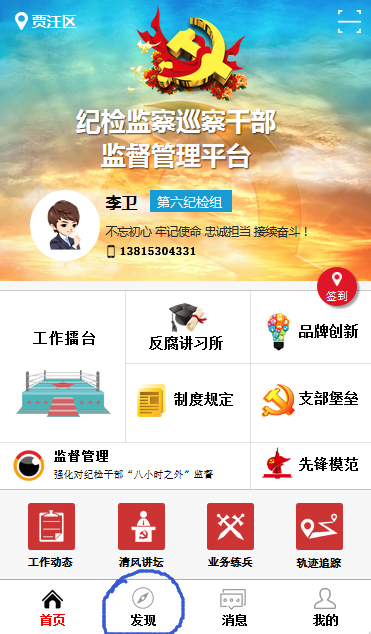 贾汪区
纪检监察巡察干部
监督管理平台
李卫 第六纪检组
不忘初心 牢记使命 忠诚担当 接续奋斗！
13815304331
签到
工作擂台
反腐讲习所
品牌创新
制度规定
支部堡垒
监督管理
强化对纪检干部“八小时之外”监督
先锋模范
工作动态
清风讲坛
业务练兵
轨迹追踪
首页
发现
消息
我的